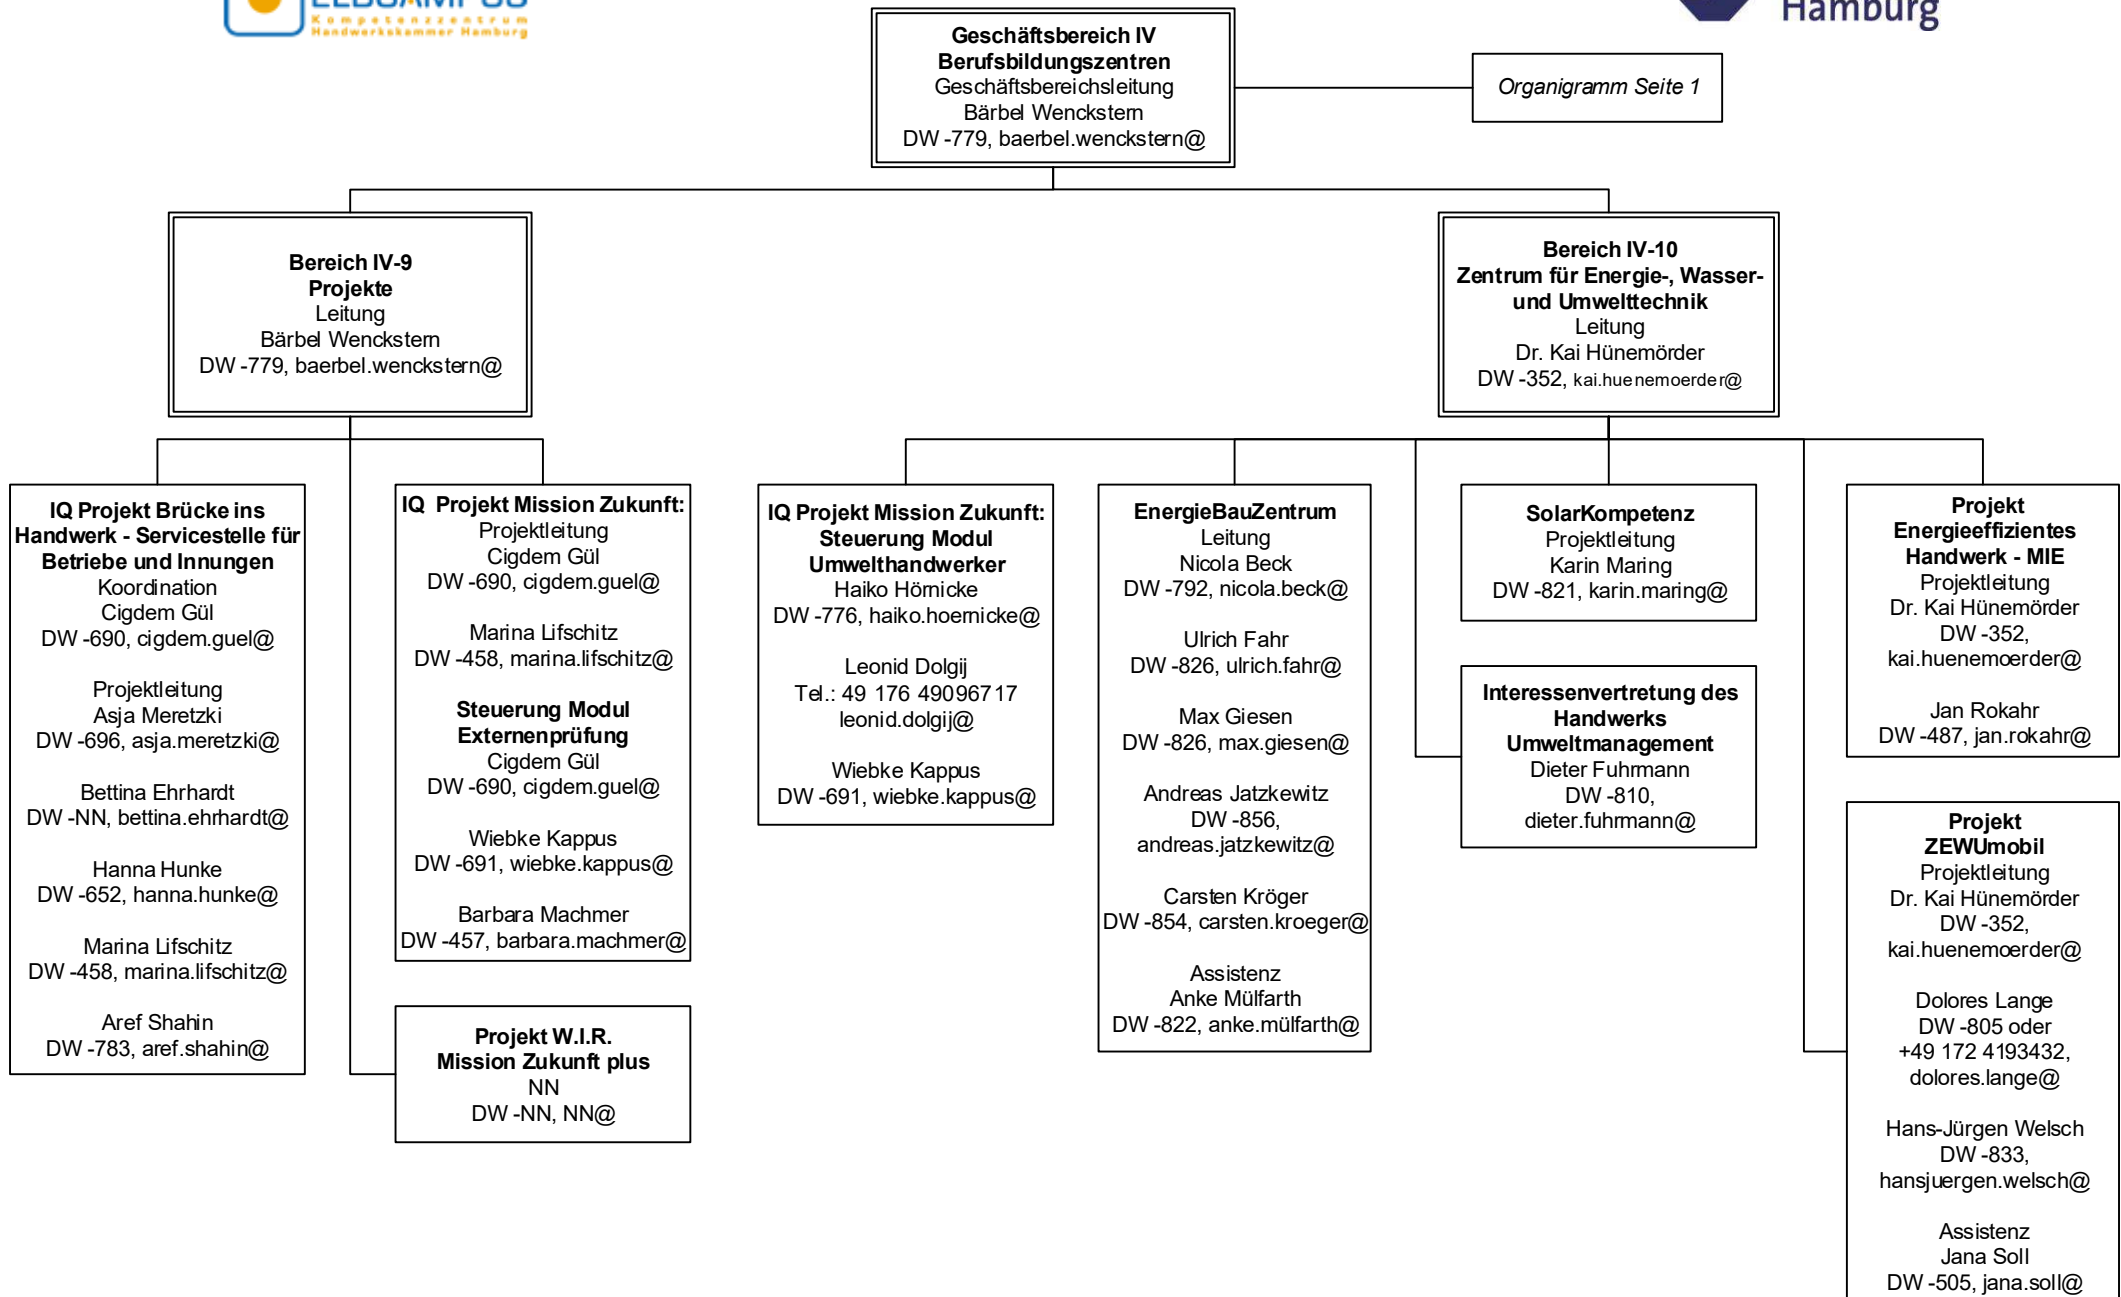 ELBCAMPUS
Kompetenzzentrum
Handwerkskammer Hamburg
Hamburg
Geschäftsbereich IV
Berufsbildungszentren
Geschäftsbereichsleitung
Bärbel Wenckstern
DW -779, baerbel.wenckstern@
Organigramm Seite 1
Bereich IV-9
Projekte
Leitung
Bärbel Wenckstern
DW -779, baerbel.wenckstern@
Bereich IV-10
Zentrum für Energie-, Wasser-
und Umwelttechnik
Leitung
Dr. Kai Hünemörder
DW -352, kai.huenemoerder@
IQ Projekt Brücke ins
Handwerk - Servicestelle für
Betriebe und Innungen
Koordination
Cigdem Gül
DW -690, cigdem.guel@
Projektleitung
Asja Meretzki
DW -696, asja.meretzki@
Bettina Ehrhardt
DW -NN, bettina.ehrhardt@
Hanna Hunke
DW -652, hanna.hunke@
Marina Lifschitz
DW -458, marina.lifschitz@
Aref Shahin
DW -783, aref.shahin@
IQ Projekt Mission Zukunft:
Projektleitung
Cigdem Gül
DW -690, cigdem.guel@
Marina Lifschitz
DW -458, marina.lifschitz@
Steuerung Modul
Externenprüfung
Cigdem Gül
DW -690, cigdem.guel@
Wiebke Kappus
DW -691, wiebke.kappus@
Barbara Machmer
DW -457, barbara.machmer@
Projekt W.I.R.
Mission Zukunft plus
NN
DW -NN, NN@
IQ Projekt Mission Zukunft:
Steuerung Modul
Umwelthandwerker
Haiko Hörnicke
DW -776, haiko.hoernicke@
Leonid Dolgij
Tel.: 49 176 49096717
leonid.dolgij@
Wiebke Kappus
DW -691, wiebke.kappus@
EnergieBauZentrum
Leitung
Nicola Beck
DW -792, nicola.beck@
Ulrich Fahr
DW -826, ulrich.fahr@
Max Giesen
DW -826, max.giesen@
Andreas Jatzkewitz
DW -856,
andreas.jatzkewitz@
Carsten Kröger
DW -854, carsten.kroeger@
Assistenz
Anke Mülfarth
DW -822, anke.mülfarth@
SolarKompetenz
Projektleitung
Karin Maring
DW -821, karin.maring@
Interessenvertretung des
Handwerks
Umweltmanagement
Dieter Fuhrmann
DW -810,
dieter.fuhrmann@
Projekt
Energieeffizientes
Handwerk - MIE
Projektleitung
Dr. Kai Hünemörder
DW -352,
kai.huenemoerder@
Jan Rokahr
DW -487, jan.rokahr@
Projekt
ZEWUmobil
Projektleitung
Dr. Kai Hünemörder
DW -352,
kai.huenemoerder@
Dolores Lange
DW -805 oder
+49 172 4193432,
dolores.lange@
Hans-Jürgen Welsch
DW -833,
hansjuergen.welsch@
Assistenz
Jana Soll
DW -505, jana.soll@